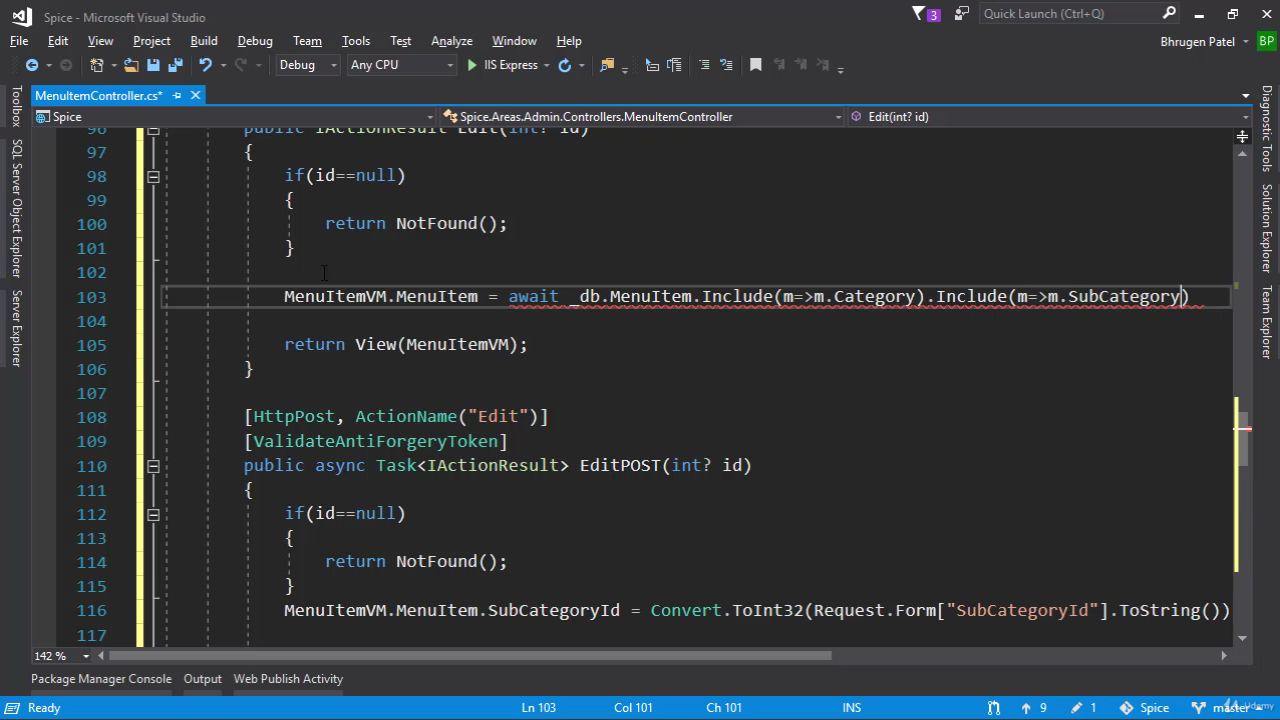 Spice - Microsoft Visual Studio
3
Quick Launch (Ctrl+Q)
File Edit View Project Build Debug Team Tools Test Analyze Window Help
Bhrugen Patel BP
Debug Any CPU IIS Express
MenuItemController.cs*
Spice Spice.Areas.Admin.Controllers.MenuItemController Edit(int? id)
Toolbox
SQL Server Object Explorer
Server Explorer
Diagnostic Tools
Solution Explorer
Team Explorer
96 public IActionResult Edit(int? id)
97 {
98 if(id==null)
99 {
100 return NotFound();
101 }
102
103 MenuItemVM.MenuItem = await _db.MenuItem.Include(m=>m.Category).Include(m=>m.SubCategory)
104
105 return View(MenuItemVM);
106 }
107
108 [HttpPost, ActionName("Edit")]
109 [ValidateAntiForgeryToken]
110 public async Task<IActionResult> EditPOST(int? id)
111 {
112 if(id==null)
113 {
114 return NotFound();
115 }
116 MenuItemVM.MenuItem.SubCategoryId = Convert.ToInt32(Request.Form["SubCategoryId"].ToString())
117
142 %
Package Manager Console Output Web Publish Activity
Ready Ln 103 Col 101 Ch 101 INS 9 1 Spice master
Udemy